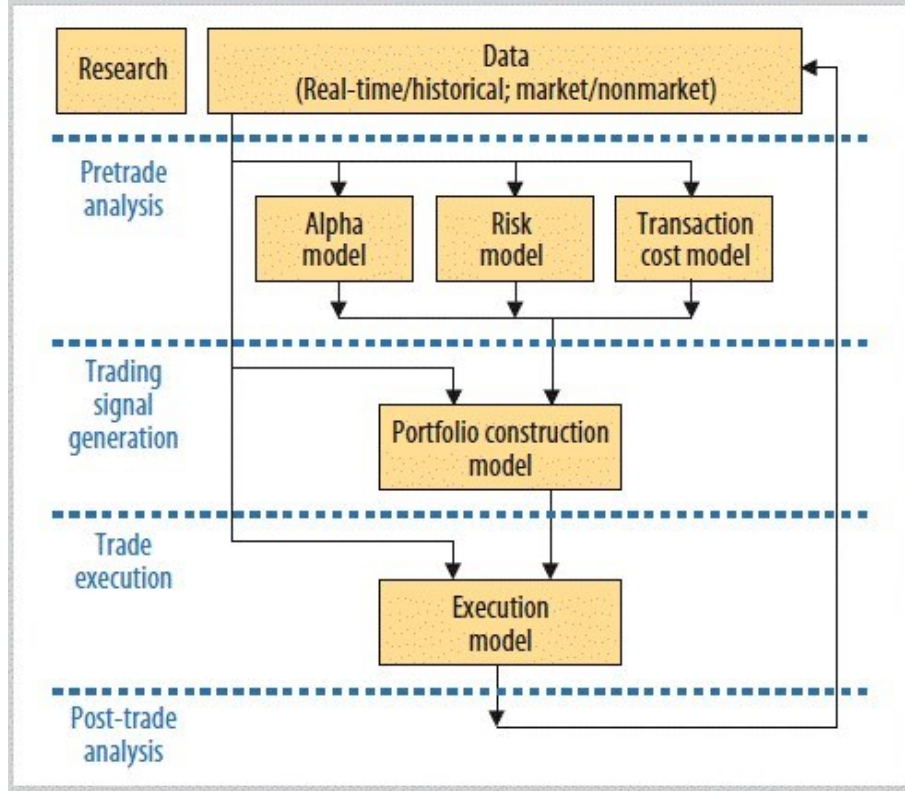 Research
Data
(Real-time/historical; market/nonmarket)
Pretrade
analysis
Alpha
model
Risk
model
Transaction
cost model
Trading
signal
generation
Portfolio construction
model
Trade
execution
Execution
model
Post-trade
analysis